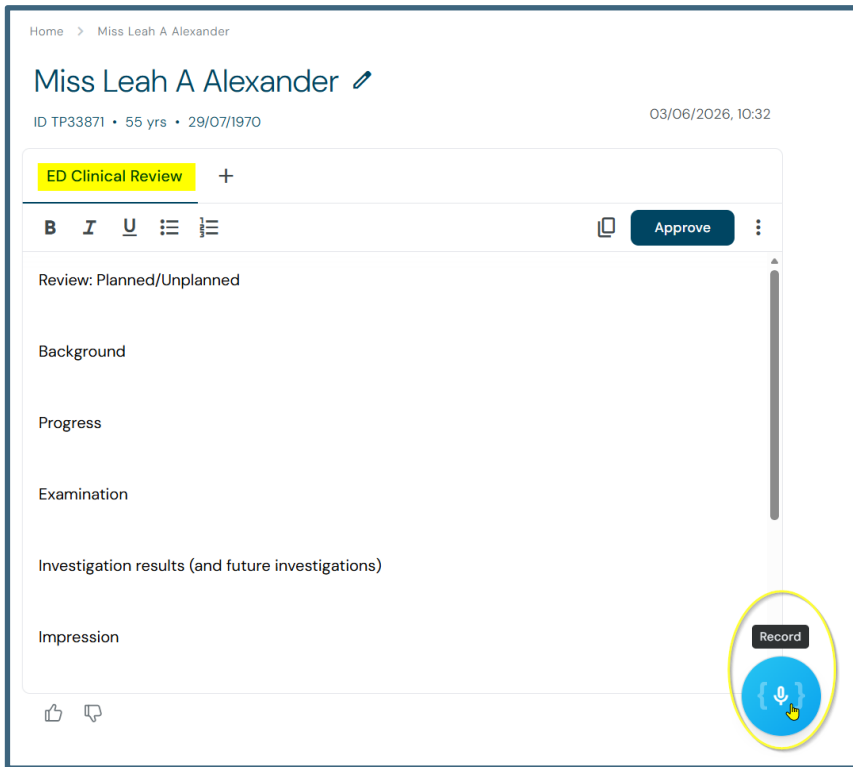 Home > Miss Leah A Alexander
Miss Leah A Alexander
ID TP33871 • 55 yrs • 29/07/1970
03/06/2026, 10:32
ED Clinical Review +
B I U
Approve
Review: Planned/Unplanned
Background
Progress
Examination
Investigation results (and future investigations)
Impression
Record